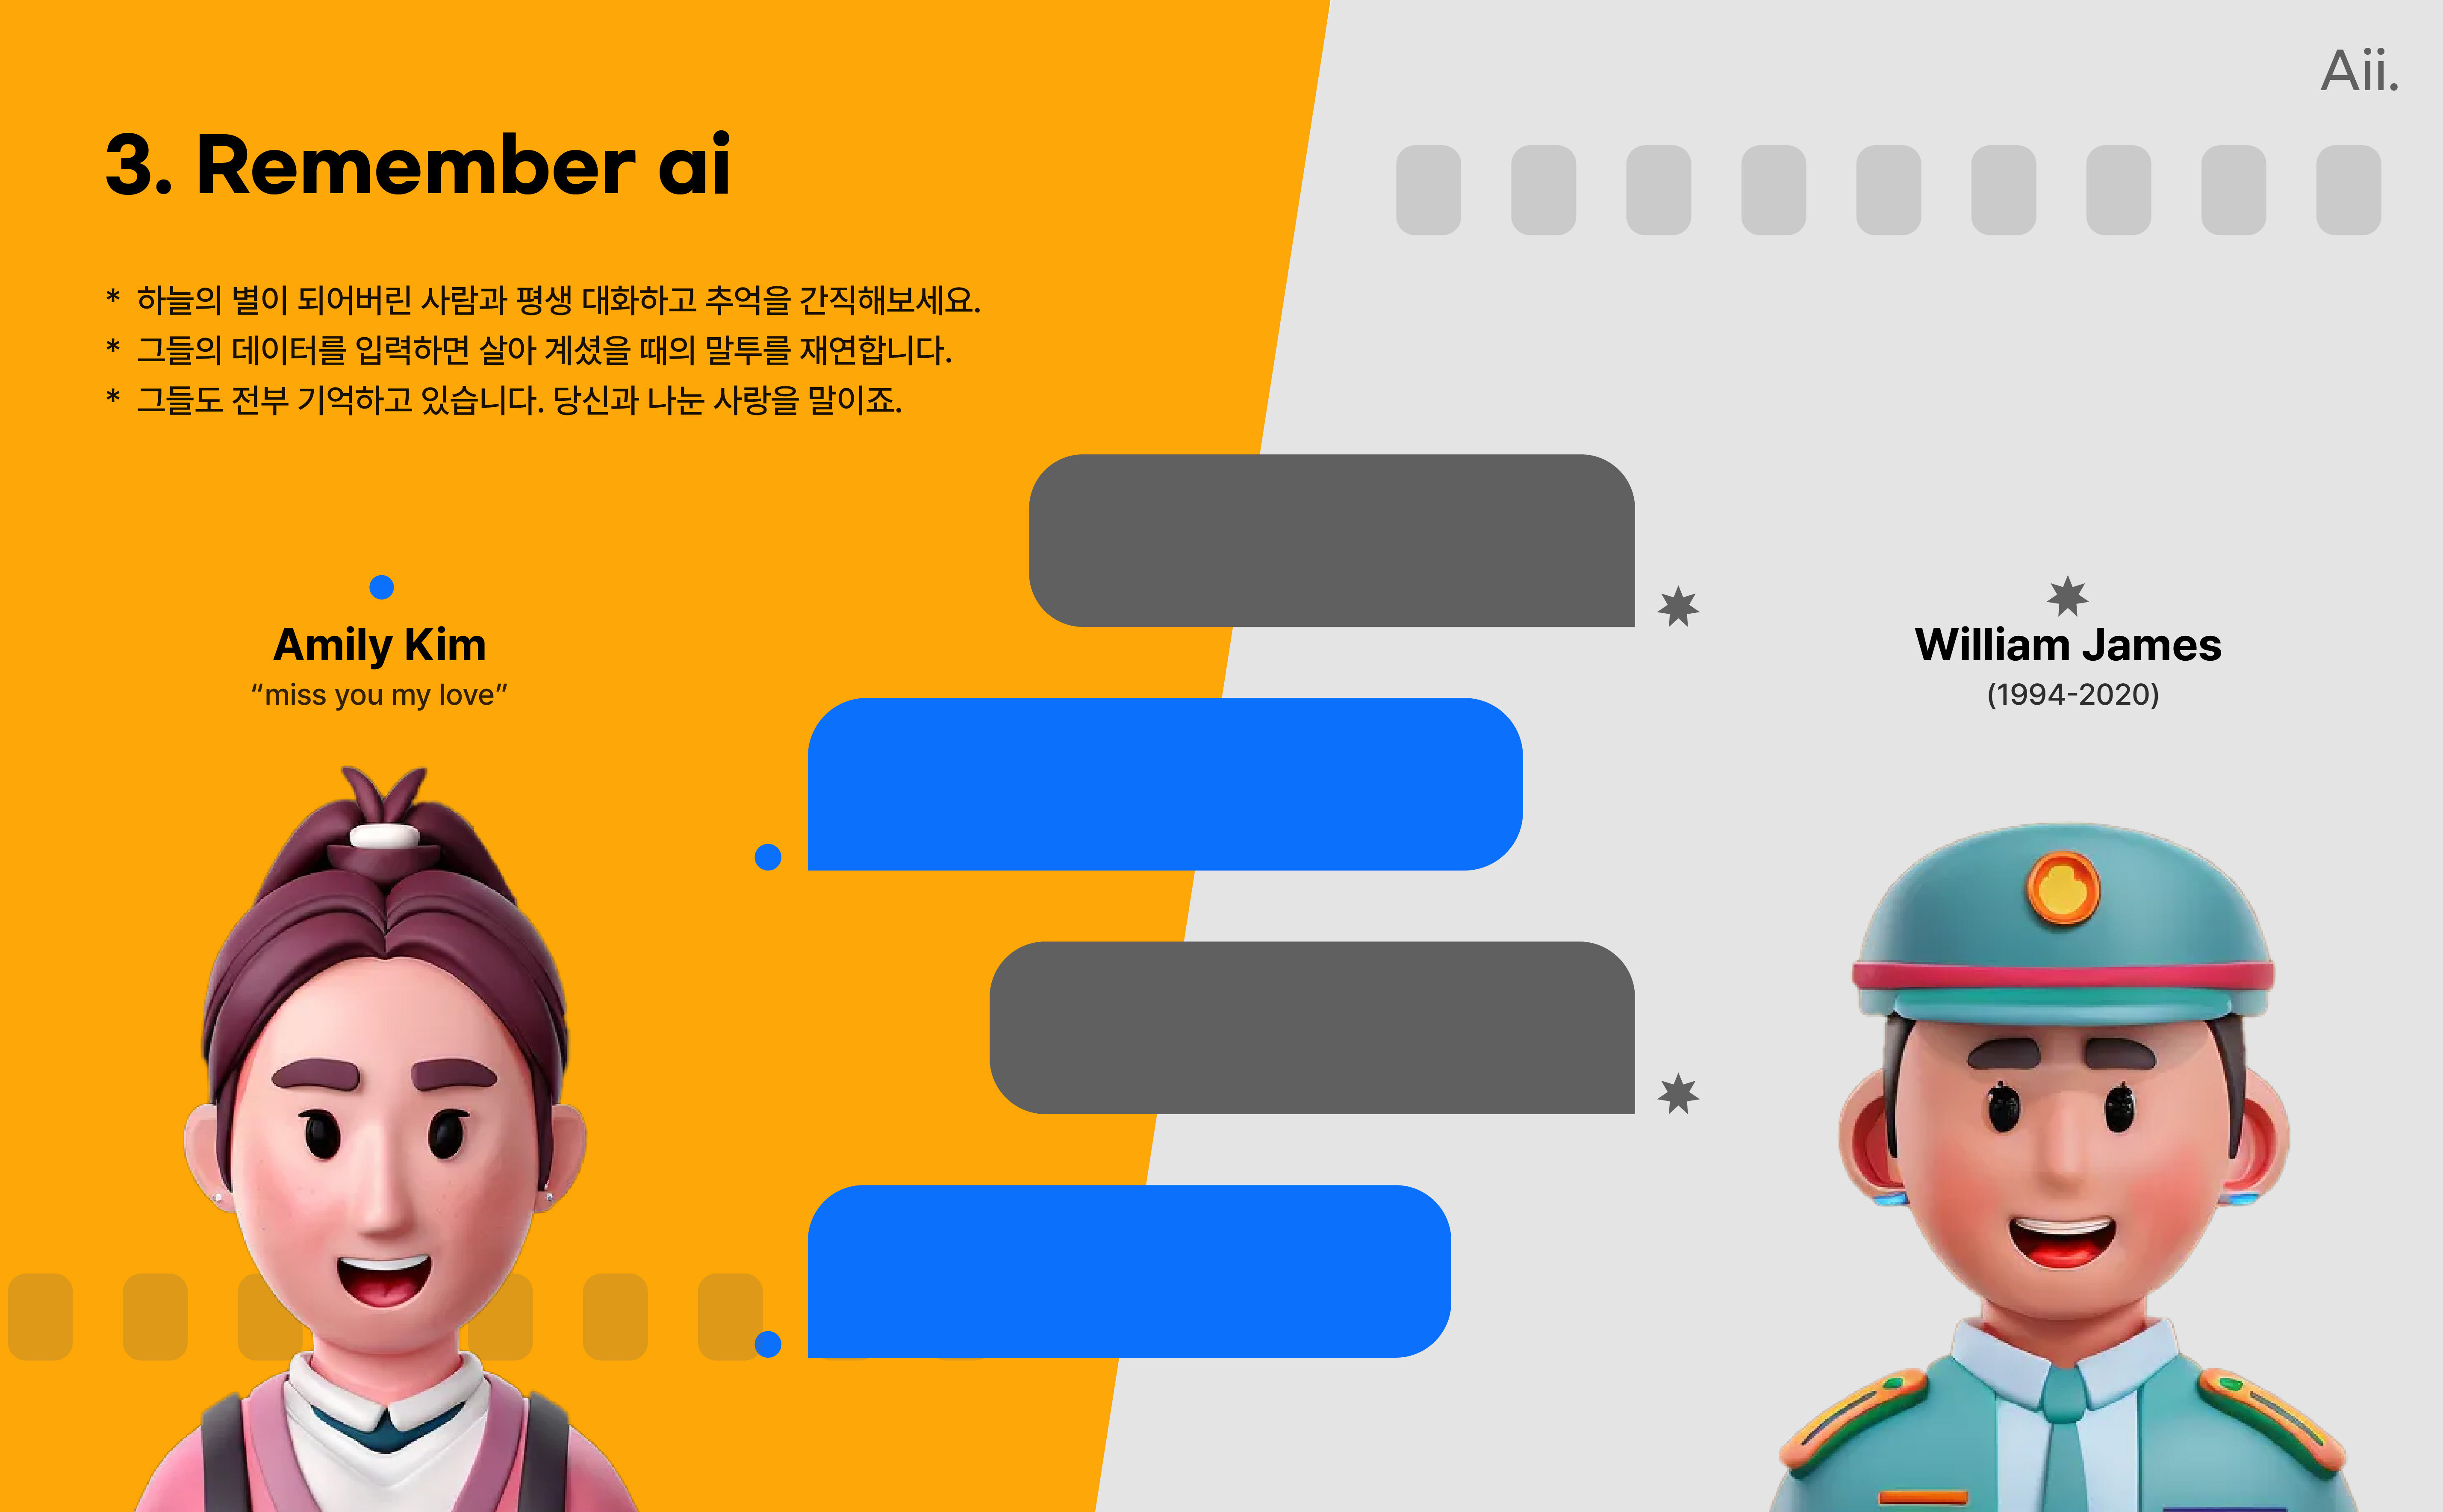 Aii.
3. Remember ai
* 하늘의 별이 되어버린 사람과 평생 대화하고 추억을 간직해보세요.
* 그들의 데이터를 입력하면 살아 계셨을 때의 말투를 재연합니다.
* 그들도 전부 기억하고 있습니다. 당신과 나눈 사랑을 말이죠.
Amily Kim
“miss you my love”
William James
(1994-2020)